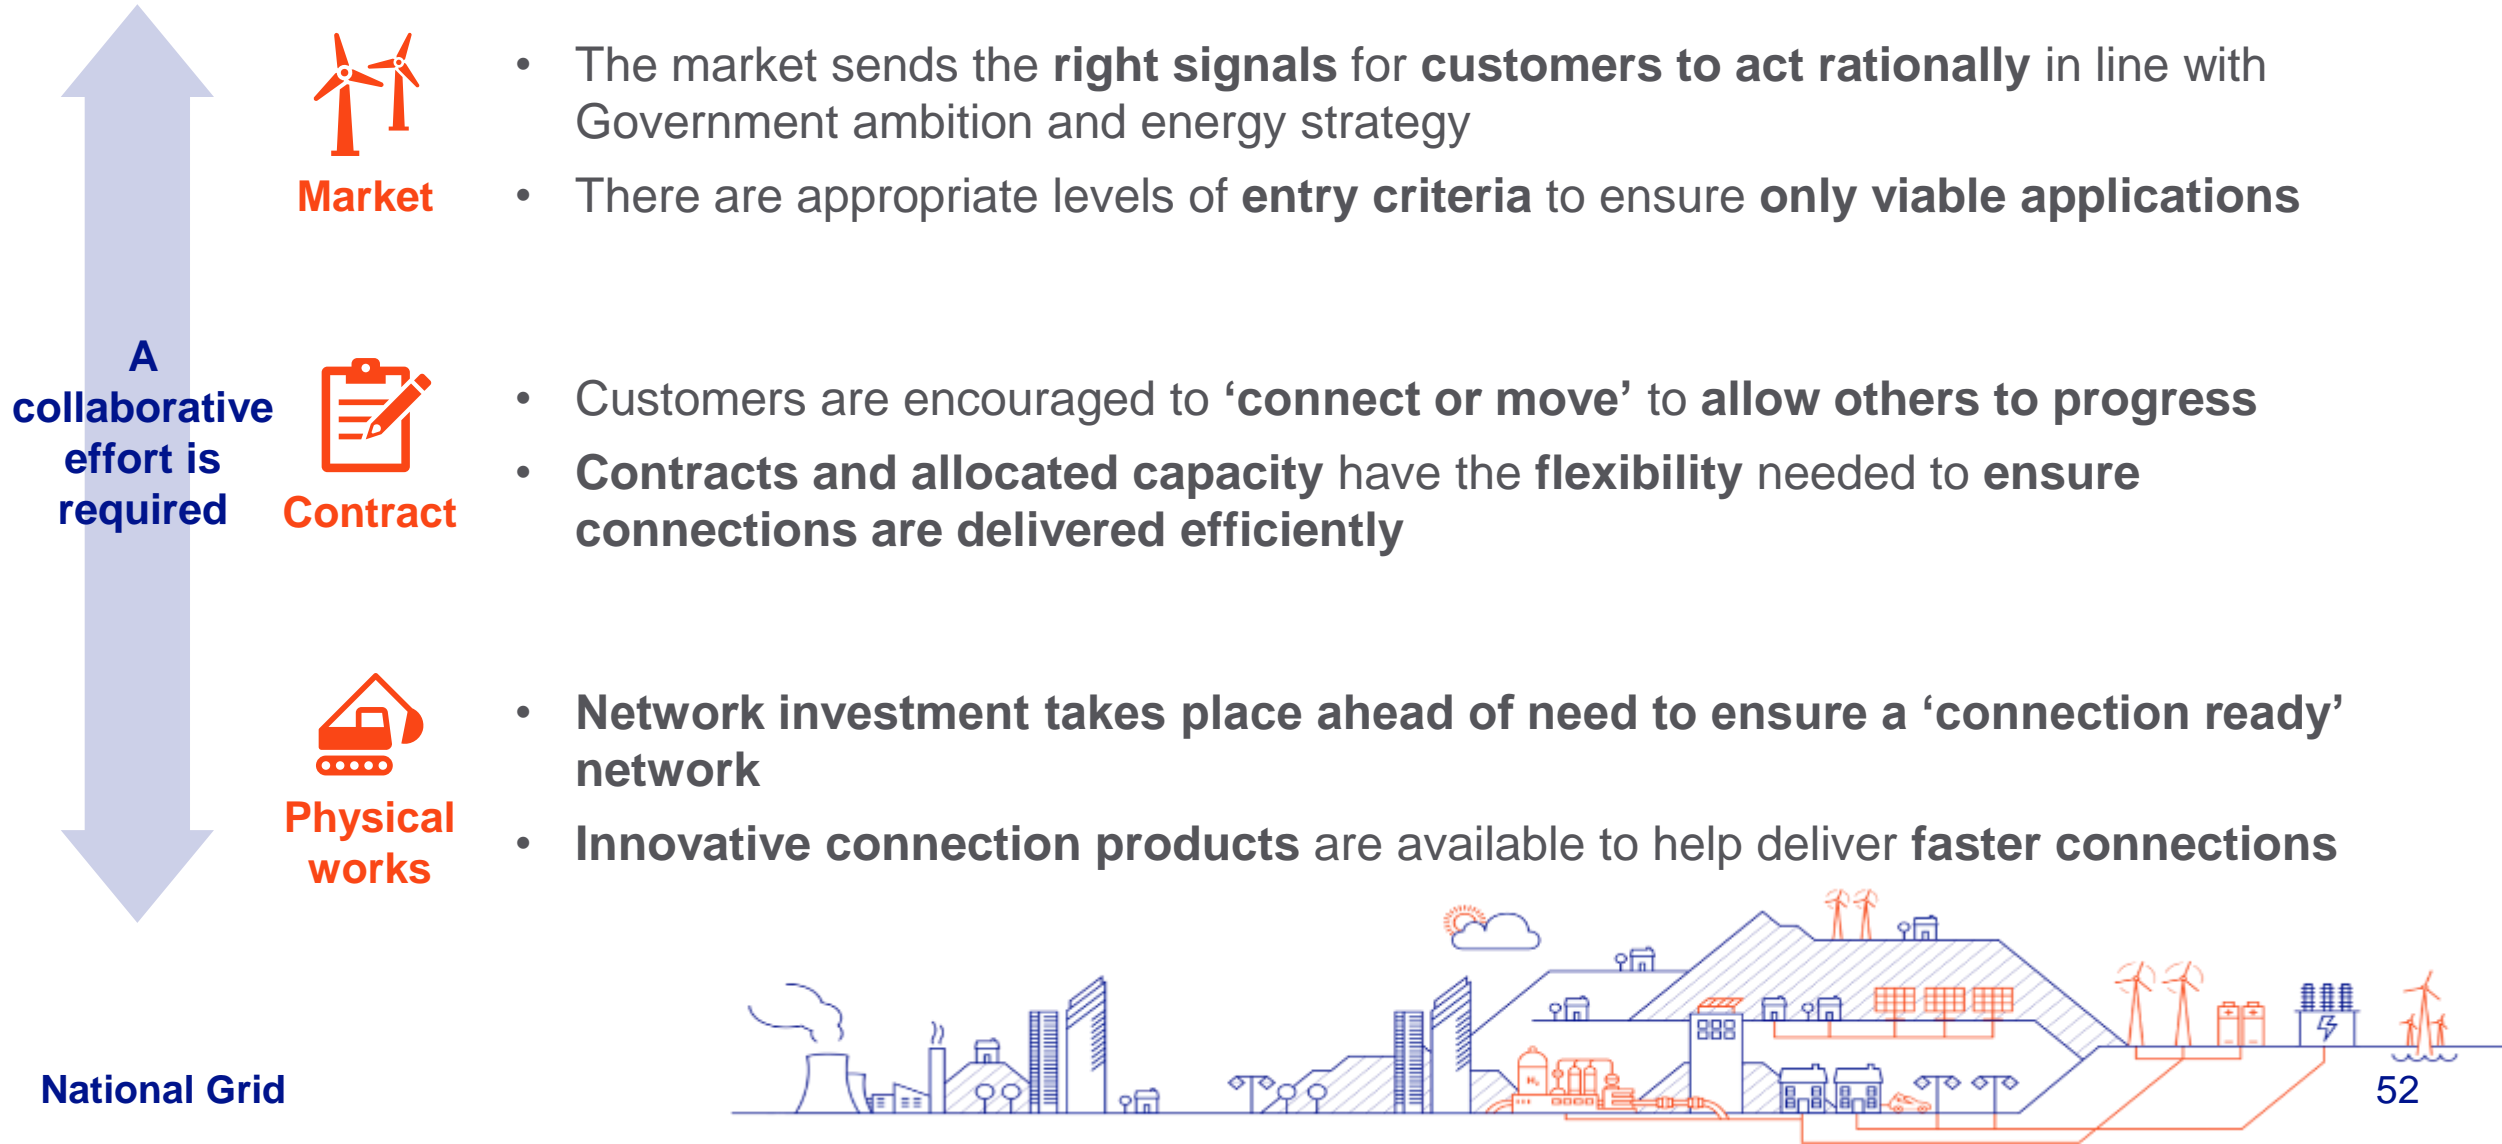 • The market sends the right signals for customers to act rationally in line with
Government ambition and energy strategy
Market
• There are appropriate levels of entry criteria to ensure only viable applications
A
collaborative
effort is
required
• Customers are encouraged to ‘connect or move’ to allow others to progress
• Contracts and allocated capacity have the flexibility needed to ensure
connections are delivered efficiently
Contract
• Network investment takes place ahead of need to ensure a ‘connection ready’
network
Physical
works
• Innovative connection products are available to help deliver faster connections
H₂
National Grid
52